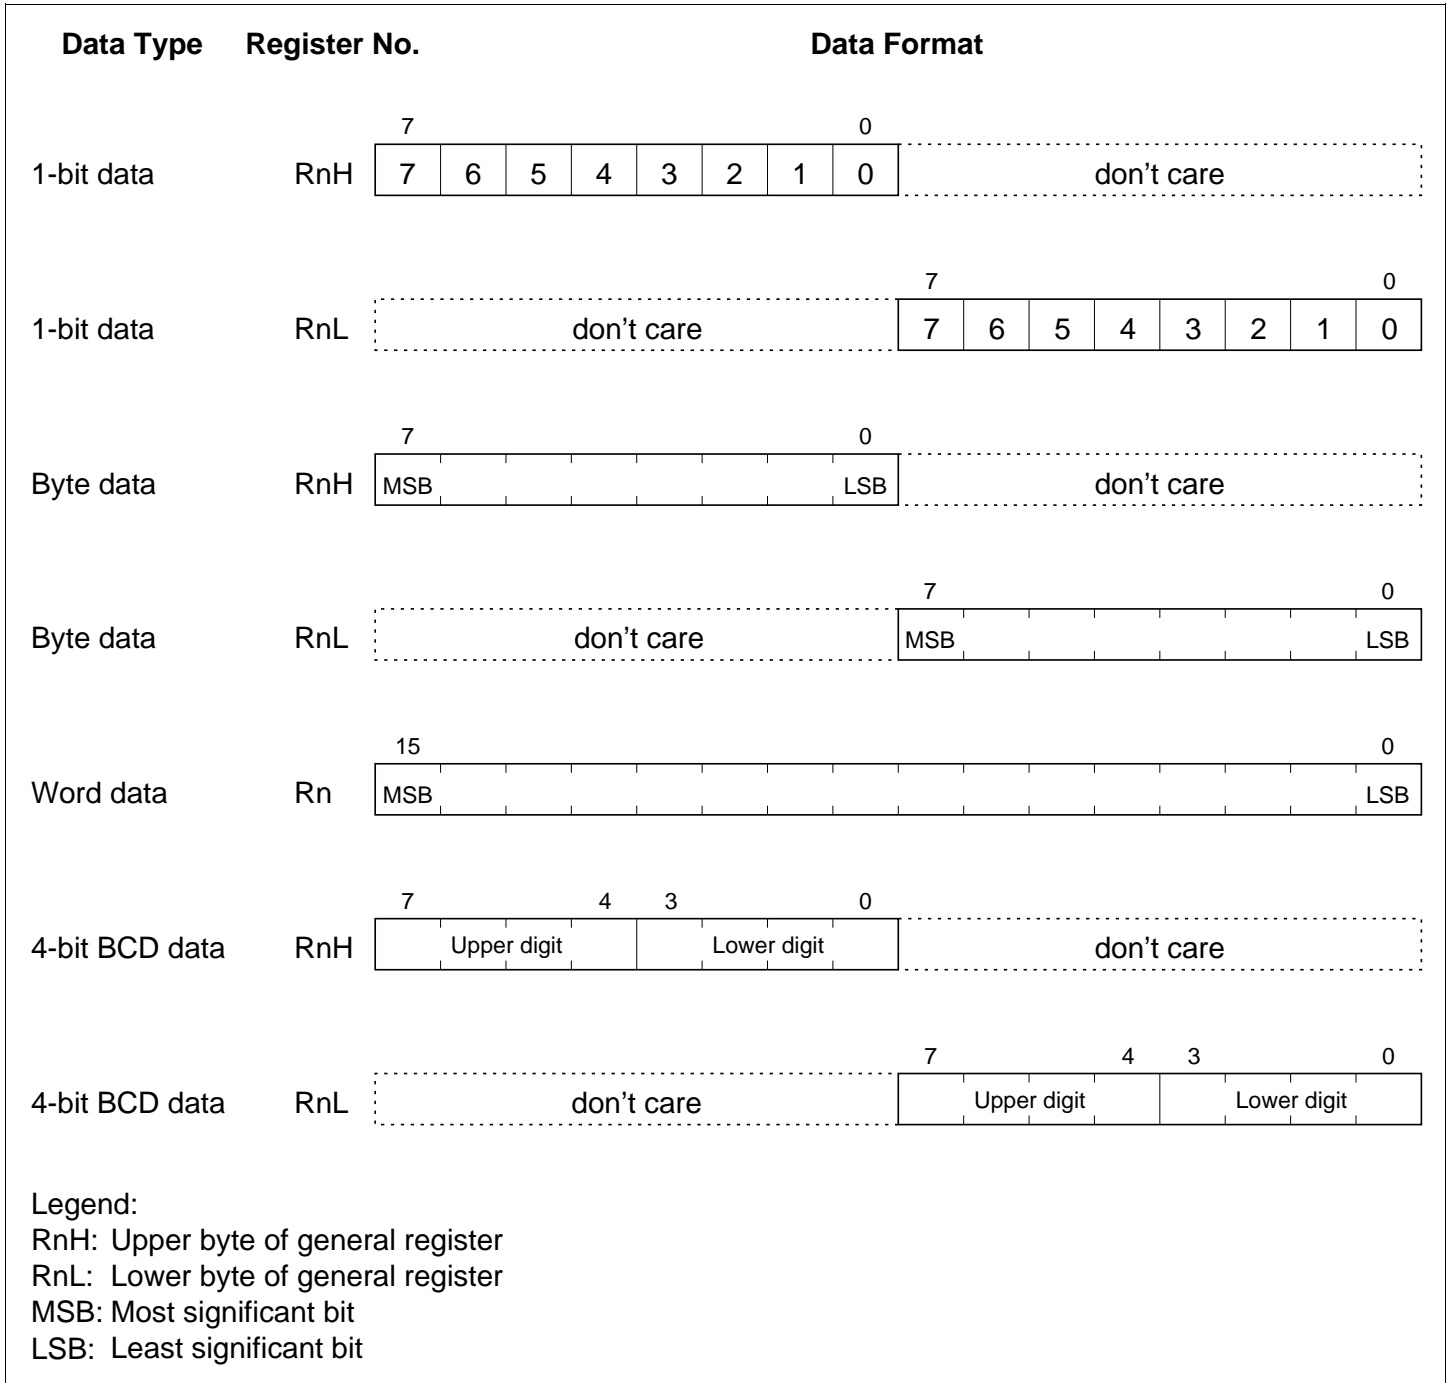 Data Type Register No. Data Format
7 0
1-bit data RnH 7 6 5 4 3 2 1 0 don't care
7 0
1-bit data RnL don't care 7 6 5 4 3 2 1 0
7 0
Byte data RnH MSB LSB don't care
7 0
Byte data RnL don't care MSB LSB
15 0
Word data Rn MSB LSB
7 4 3 0
4-bit BCD data RnH Upper digit Lower digit don't care
7 4 3 0
4-bit BCD data RnL don't care Upper digit Lower digit
Legend:
RnH: Upper byte of general register
RnL: Lower byte of general register
MSB: Most significant bit
LSB: Least significant bit